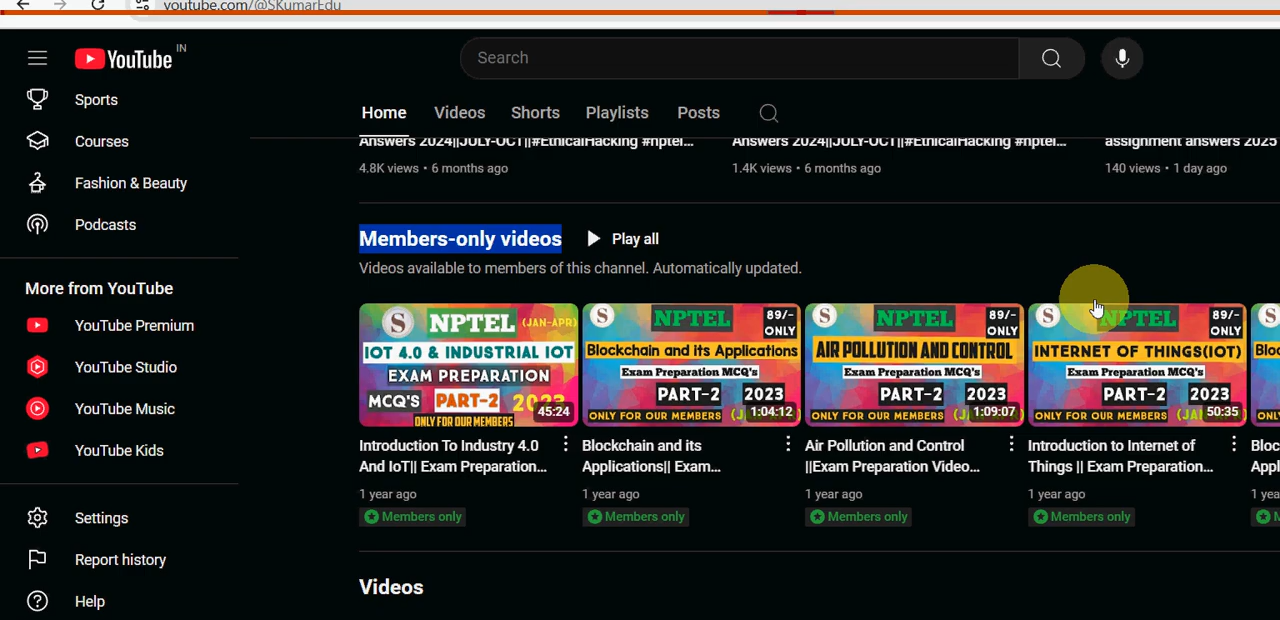 youtube.com/@SKumarEdu
YouTube IN
Search
Sports
Courses
Fashion & Beauty
Podcasts
More from YouTube
YouTube Premium
YouTube Studio
YouTube Music
YouTube Kids
Settings
Report history
Help
Home Videos Shorts Playlists Posts
Answers 2024||JULY-OCT||#EthicalHacking #nptel...
4.8K views • 6 months ago
Answers 2024||JULY-OCT||#EthicalHacking #nptel...
1.4K views • 6 months ago
assignment answers 2025
140 views • 1 day ago
Members-only videos Play all
Videos available to members of this channel. Automatically updated.
S NPTEL (JAN-APR)
IOT 4.0 & INDUSTRIAL IOT
EXAM PREPARATION
MCQ'S PART-2 2023
ONLY FOR OUR MEMBERS
45:24
Introduction To Industry 4.0
And IoT|| Exam Preparation...
1 year ago
Members only
S NPTEL 89/-
ONLY
Blockchain and its Applications
Exam Preparation MCQ's
PART-2 2023
ONLY FOR OUR MEMBERS (J
1:04:12
Blockchain and its
Applications|| Exam...
1 year ago
Members only
S NPTEL 89/-
ONLY
AIR POLLUTION AND CONTROL
Exam Preparation MCQ's
PART-2 2023
ONLY FOR OUR MEMBERS (J
1:09:07
Air Pollution and Control
||Exam Preparation Video...
1 year ago
Members only
S NPTEL 89/-
ONLY
INTERNET OF THINGS(IOT)
Exam Preparation MCQ's
PART-2 2023
ONLY FOR OUR MEMBERS (JA
50:35
Introduction to Internet of
Things || Exam Preparation...
1 year ago
Members only
S
Bloc
Appl
1 yea
Videos